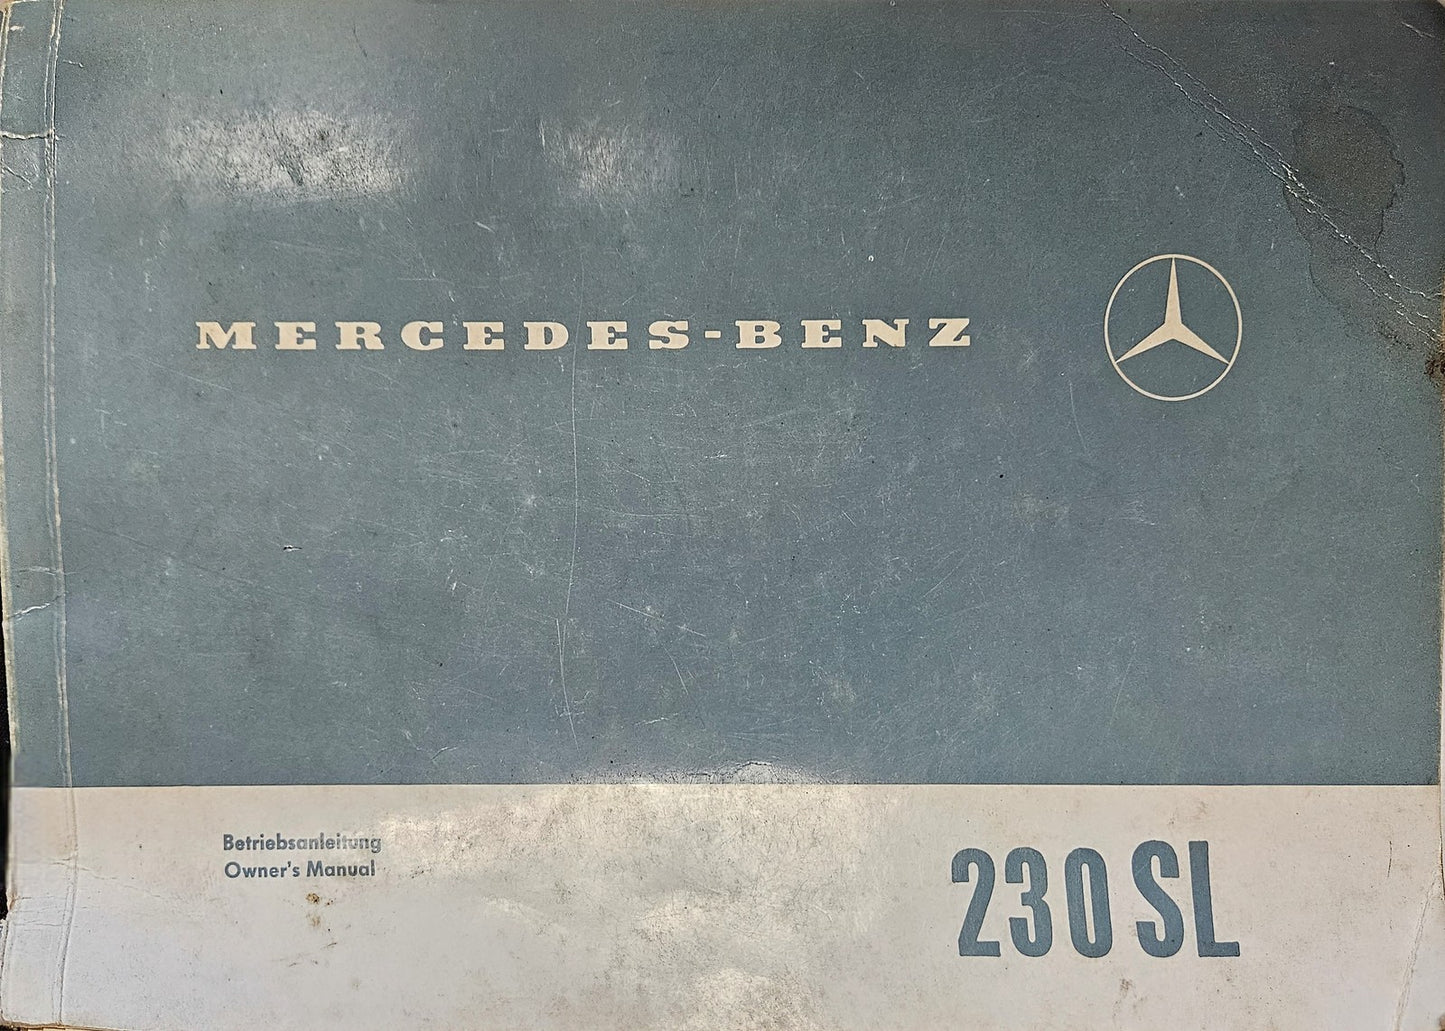 MERCEDES-BENZ
Betriebsanleitung
Owner's Manual
230 SL